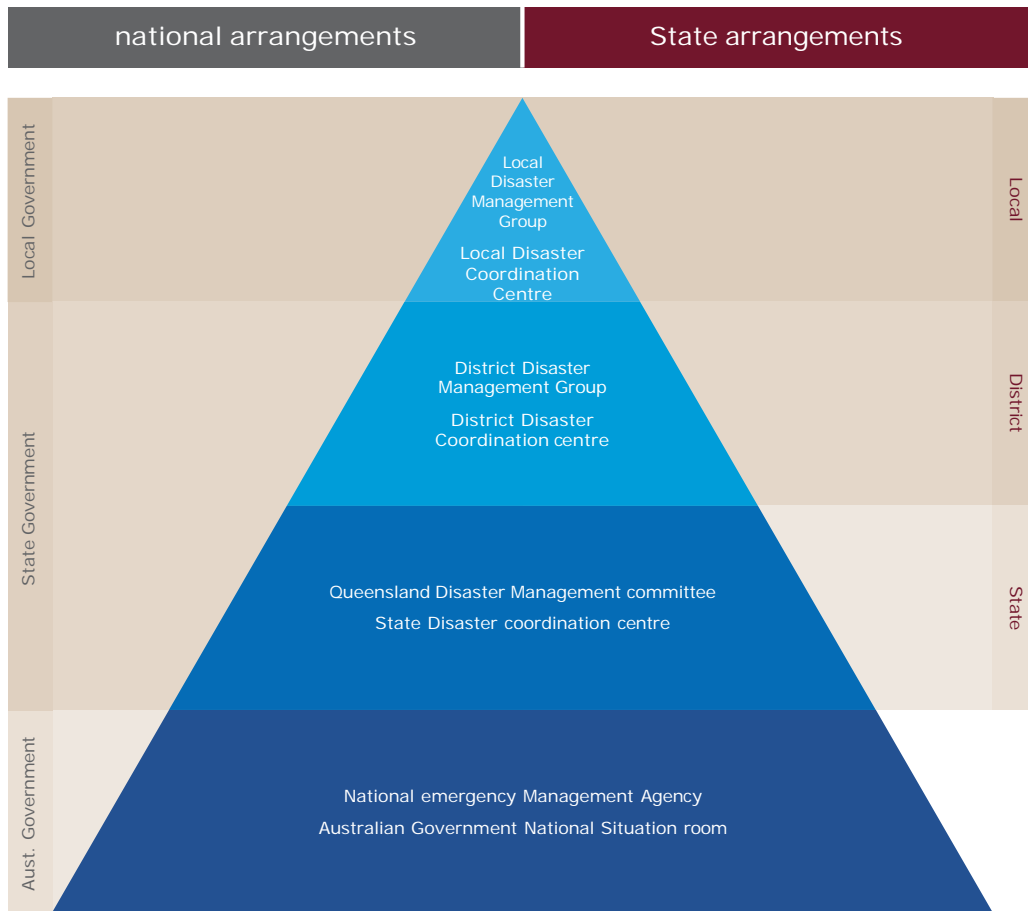 national arrangements
State arrangements
Local Government
Local
Disaster
Management
Group
Local Disaster
Coordination
Centre
Local
State Government
District Disaster
Management Group
District Disaster
Coordination centre
District
Queensland Disaster Management committee
State Disaster coordination centre
State
Aust. Government
National emergency Management Agency
Australian Government National Situation room